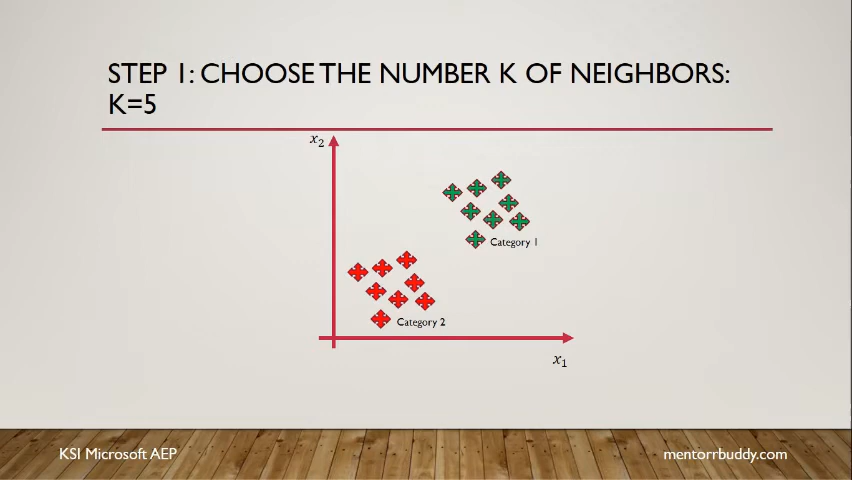 STEP 1: CHOOSE THE NUMBER K OF NEIGHBORS:
K=5
x₂
Category 1
Category 2
x₁
KSI Microsoft AEP
mentorrbuddy.com